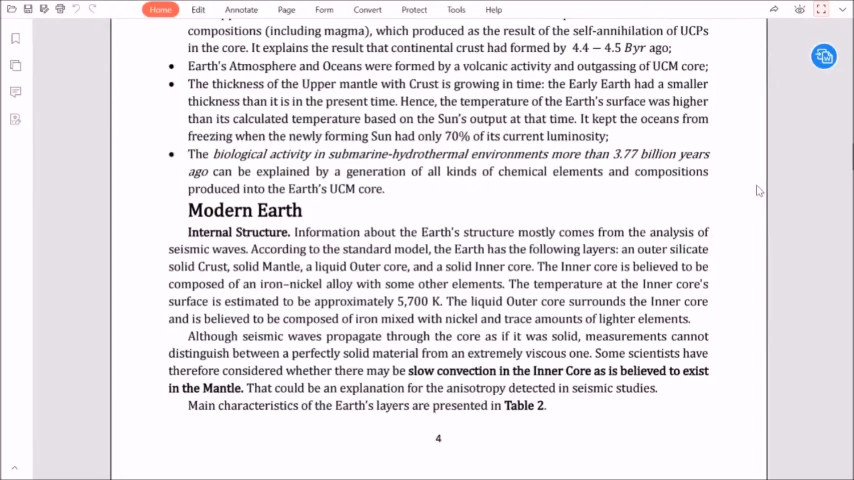 Home Edit Annotate Page Form Convert Protect Tools Help
compositions (including magma), which produced as the result of the self-annihilation of UCPs
in the core. It explains the result that continental crust had formed by 4.4 – 4.5 Byr ago;
• Earth's Atmosphere and Oceans were formed by a volcanic activity and outgassing of UCM core;
• The thickness of the Upper mantle with Crust is growing in time: the Early Earth had a smaller
thickness than it is in the present time. Hence, the temperature of the Earth's surface was higher
than its calculated temperature based on the Sun's output at that time. It kept the oceans from
freezing when the newly forming Sun had only 70% of its current luminosity;
• The biological activity in submarine-hydrothermal environments more than 3.77 billion years
ago can be explained by a generation of all kinds of chemical elements and compositions
produced into the Earth's UCM core.
Modern Earth
Internal Structure. Information about the Earth's structure mostly comes from the analysis of
seismic waves. According to the standard model, the Earth has the following layers: an outer silicate
solid Crust, solid Mantle, a liquid Outer core, and a solid Inner core. The Inner core is believed to be
composed of an iron–nickel alloy with some other elements. The temperature at the Inner core's
surface is estimated to be approximately 5,700 K. The liquid Outer core surrounds the Inner core
and is believed to be composed of iron mixed with nickel and trace amounts of lighter elements.
Although seismic waves propagate through the core as if it was solid, measurements cannot
distinguish between a perfectly solid material from an extremely viscous one. Some scientists have
therefore considered whether there may be slow convection in the Inner Core as is believed to exist
in the Mantle. That could be an explanation for the anisotropy detected in seismic studies.
Main characteristics of the Earth's layers are presented in Table 2.
4